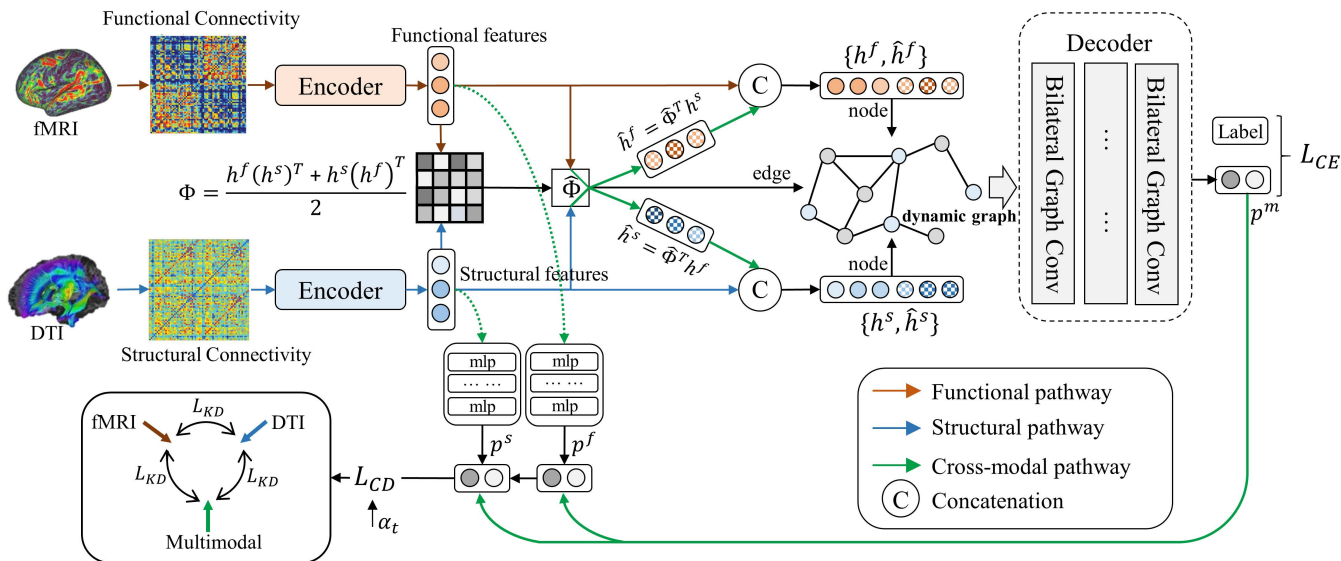 Functional Connectivity
fMRI
Encoder
Functional features
C
{h^f, ĥ^f}
node
ĥ^f = Φ̂^T h^s
Φ = (h^f (h^s)^T + h^s (h^f)^T) / 2
Φ̂
edge
dynamic graph
ĥ^s = Φ̂^T h^f
node
Decoder
Bilateral Graph Conv
...
...
Bilateral Graph Conv
Label
L_CE
p^m
DTI
Structural Connectivity
Encoder
Structural features
C
{h^s, ĥ^s}
mlp
... ...
mlp
mlp
... ...
mlp
p^s
p^f
L_CD
α_t
fMRI
L_KD
DTI
L_KD
L_KD
Multimodal
Functional pathway
Structural pathway
Cross-modal pathway
C Concatenation